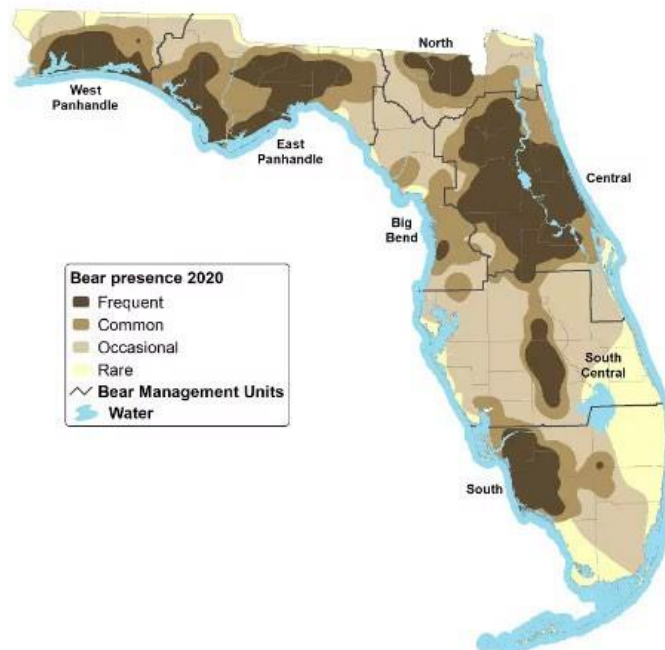 North
West
Panhandle
East
Panhandle
Central
Big
Bend
Bear presence 2020
Frequent
Common
Occasional
Rare
Bear Management Units
Water
South
Central
South